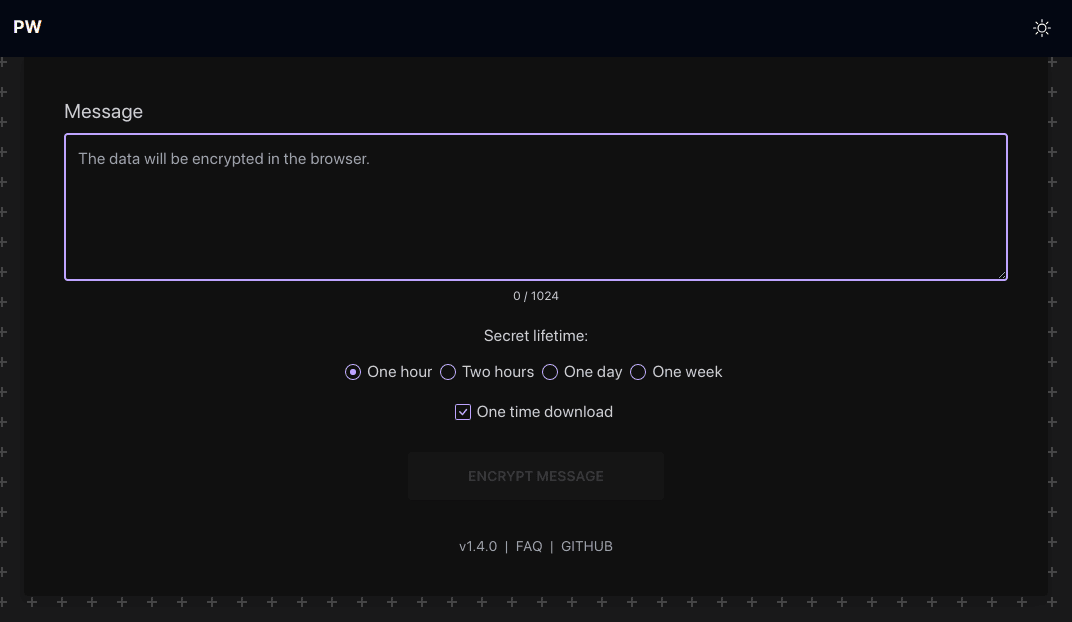 PW
Message
The data will be encrypted in the browser.
0 / 1024
Secret lifetime:
One hour Two hours One day One week
One time download
ENCRYPT MESSAGE
v1.4.0 | FAQ | GITHUB